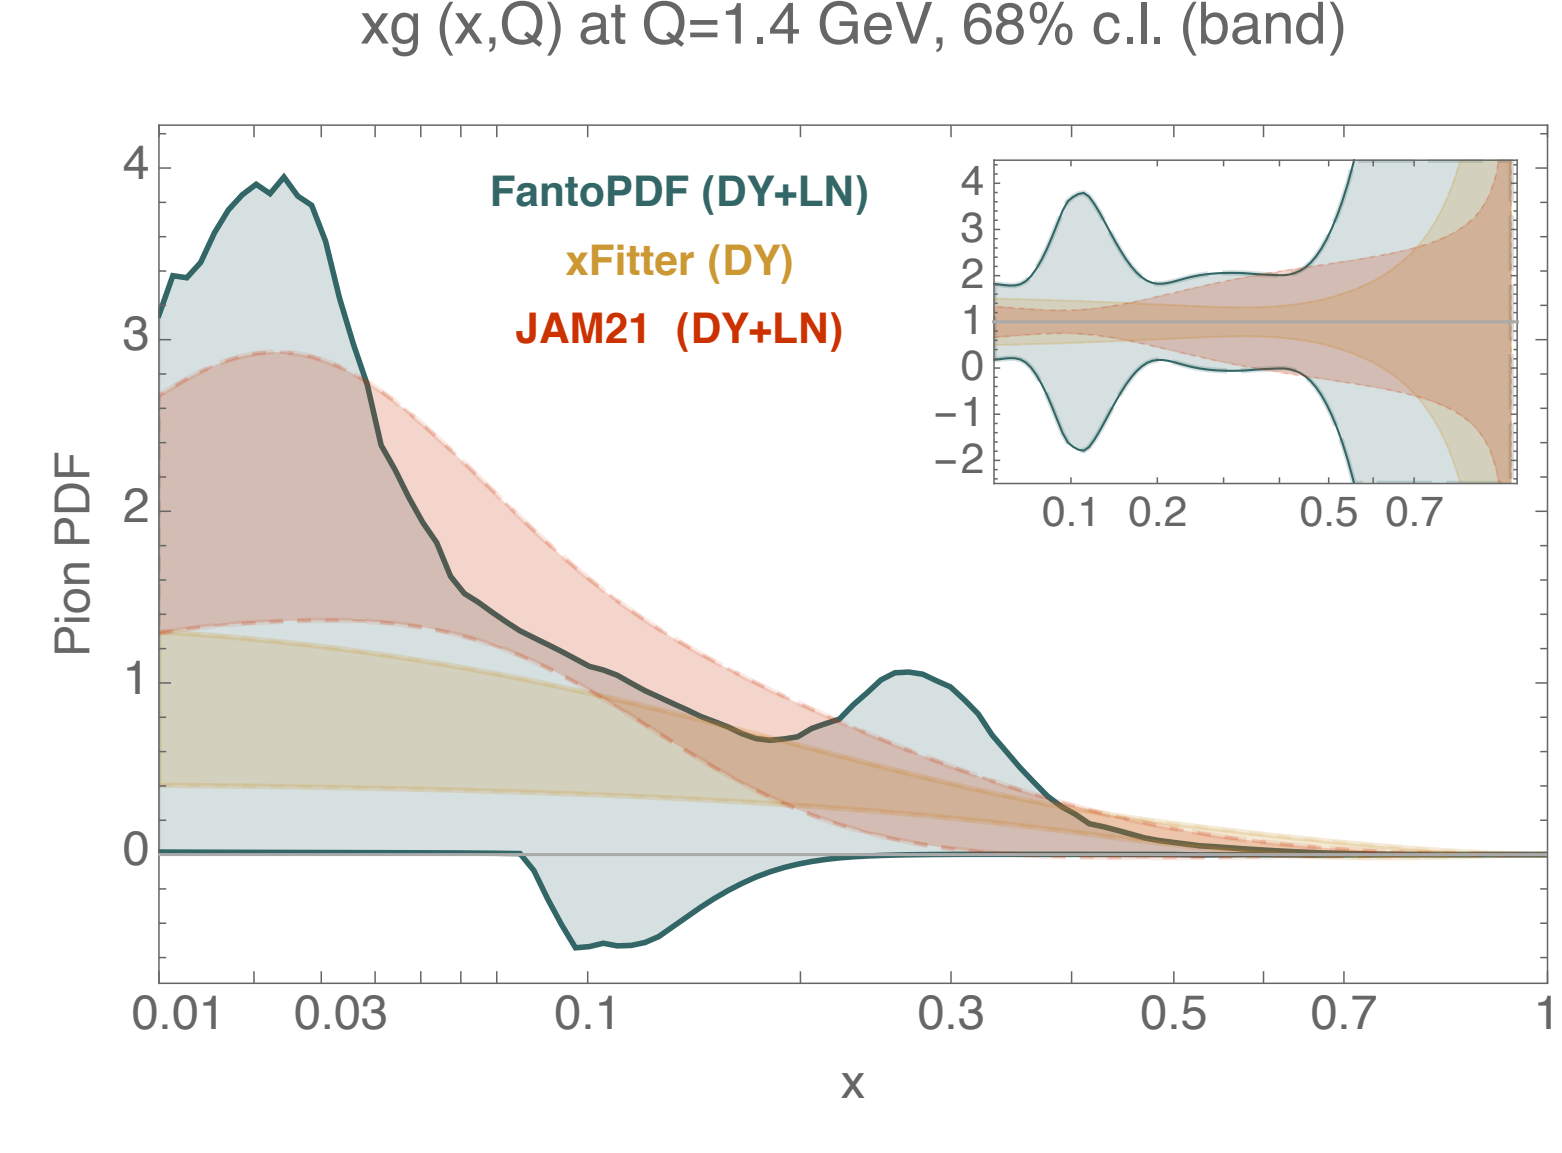 xg (x,Q) at Q=1.4 GeV, 68% c.l. (band)
FantoPDF (DY+LN)
xFitter (DY)
JAM21 (DY+LN)
Pion PDF
4
3
2
1
0
0.01 0.03 0.1 0.3 0.5 0.7 1
x
4
3
2
1
0
−1
−2
0.1 0.2 0.5 0.7